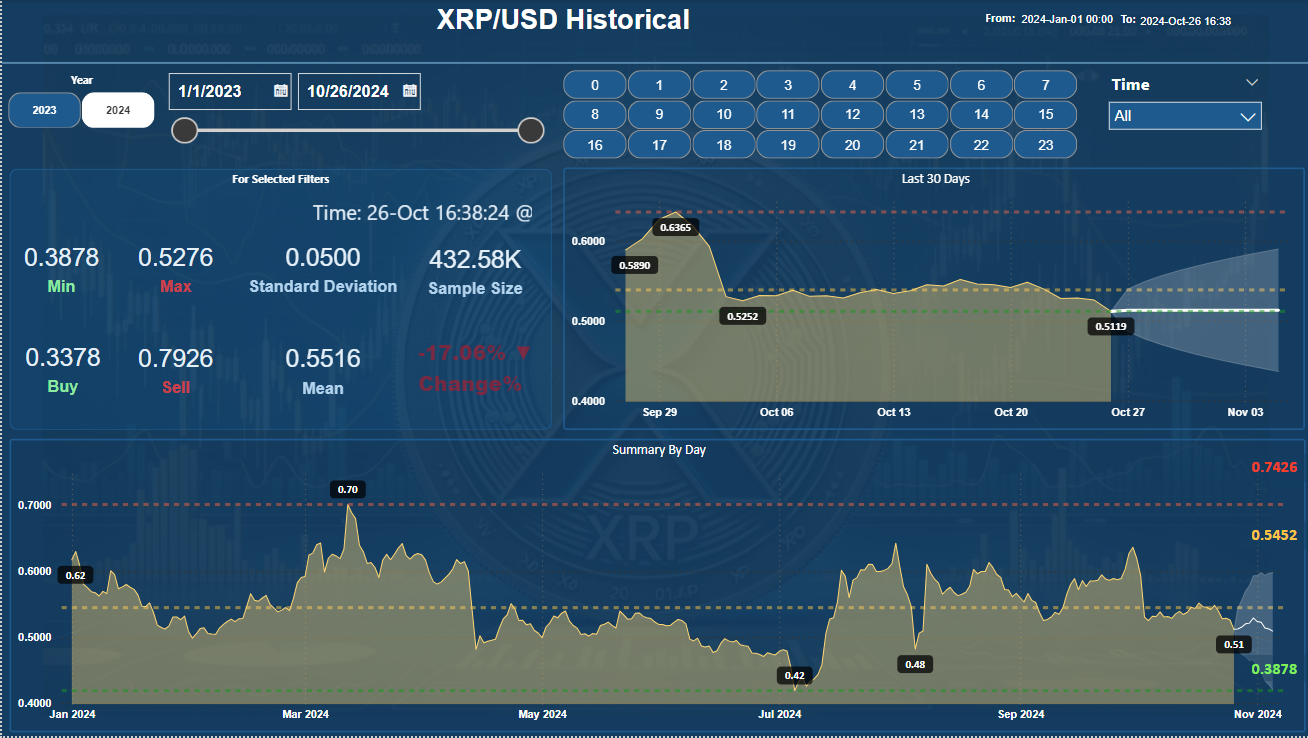 XRP/USD Historical
From: 2024-Jan-01 00:00 To: 2024-Oct-26 16:38
Year
2023 2024
1/1/2023 10/26/2024
0 1 2 3 4 5 6 7
8 9 10 11 12 13 14 15
16 17 18 19 20 21 22 23
Time
All
For Selected Filters
Time: 26-Oct 16:38:24 @
0.3878 0.5276 0.0500 432.58K
Min Max Standard Deviation Sample Size
0.3378 0.7926 0.5516 -17.06% ▼
Buy Sell Mean Change%
Last 30 Days
0.6000
0.5000
0.4000
0.5890
0.6365
0.5252
0.5119
Sep 29 Oct 06 Oct 13 Oct 20 Oct 27 Nov 03
Summary By Day
0.7426
0.5452
0.3878
0.7000
0.6000
0.5000
0.4000
0.62
0.70
0.42
0.48
0.51
Jan 2024 Mar 2024 May 2024 Jul 2024 Sep 2024 Nov 2024
XRP